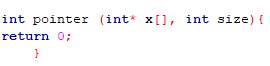 int pointer (int* x[], int size){
return 0;
}